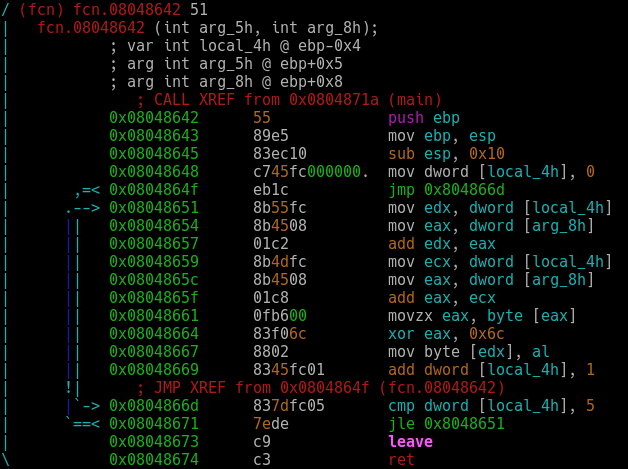 / (fcn) fcn.08048642 51
|   fcn.08048642 (int arg_5h, int arg_8h);
|           ; var int local_4h @ ebp-0x4
|           ; arg int arg_5h @ ebp+0x5
|           ; arg int arg_8h @ ebp+0x8
|              ; CALL XREF from 0x0804871a (main)
|           0x08048642      55             push ebp
|           0x08048643      89e5           mov ebp, esp
|           0x08048645      83ec10         sub esp, 0x10
|           0x08048648      c745fc000000.  mov dword [local_4h], 0
|       ,=< 0x0804864f      eb1c           jmp 0x804866d
|      .--> 0x08048651      8b55fc         mov edx, dword [local_4h]
|      ||   0x08048654      8b4508         mov eax, dword [arg_8h]
|      ||   0x08048657      01c2           add edx, eax
|      ||   0x08048659      8b4dfc         mov ecx, dword [local_4h]
|      ||   0x0804865c      8b4508         mov eax, dword [arg_8h]
|      ||   0x0804865f      01c8           add eax, ecx
|      ||   0x08048661      0fb600         movzx eax, byte [eax]
|      ||   0x08048664      83f06c         xor eax, 0x6c
|      ||   0x08048667      8802           mov byte [edx], al
|      ||   0x08048669      8345fc01       add dword [local_4h], 1
|      !|      ; JMP XREF from 0x0804864f (fcn.08048642)
|      |`-> 0x0804866d      837dfc05       cmp dword [local_4h], 5
|      `==< 0x08048671      7ede           jle 0x8048651
|           0x08048673      c9             leave
\           0x08048674      c3             ret